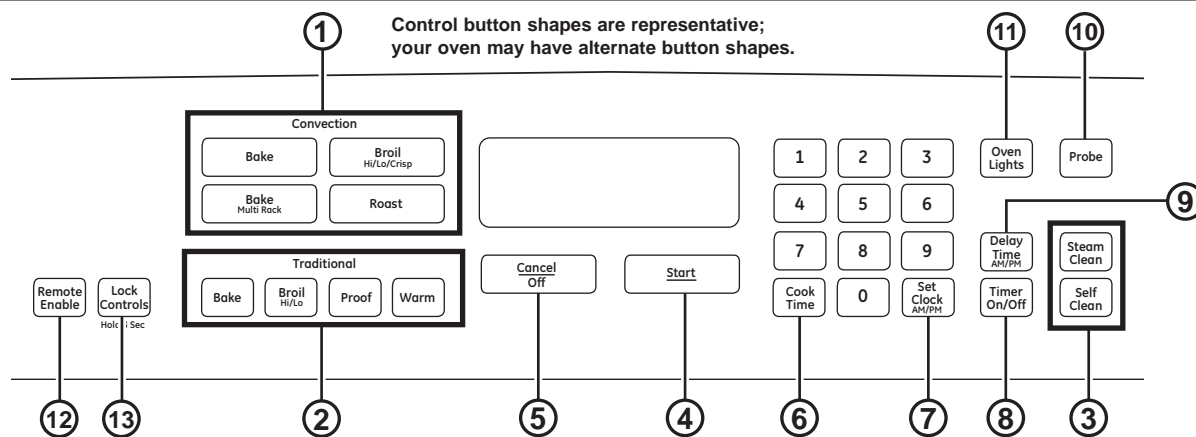 Control button shapes are representative;
your oven may have alternate button shapes.
1
11
10
Convection
Bake
Broil
Hi/Lo/Crisp
Bake
Multi Rack
Roast
1
2
3
4
5
6
7
8
9
0
Oven
Lights
Probe
9
Traditional
Bake
Broil
Hi/Lo
Proof
Warm
Cancel
Off
Start
Cook
Time
Set
Clock
AM/PM
Delay
Time
AM/PM
Timer
On/Off
Steam
Clean
Self
Clean
Remote
Enable
Lock
Controls
Sec
12
13
2
5
4
6
7
8
3